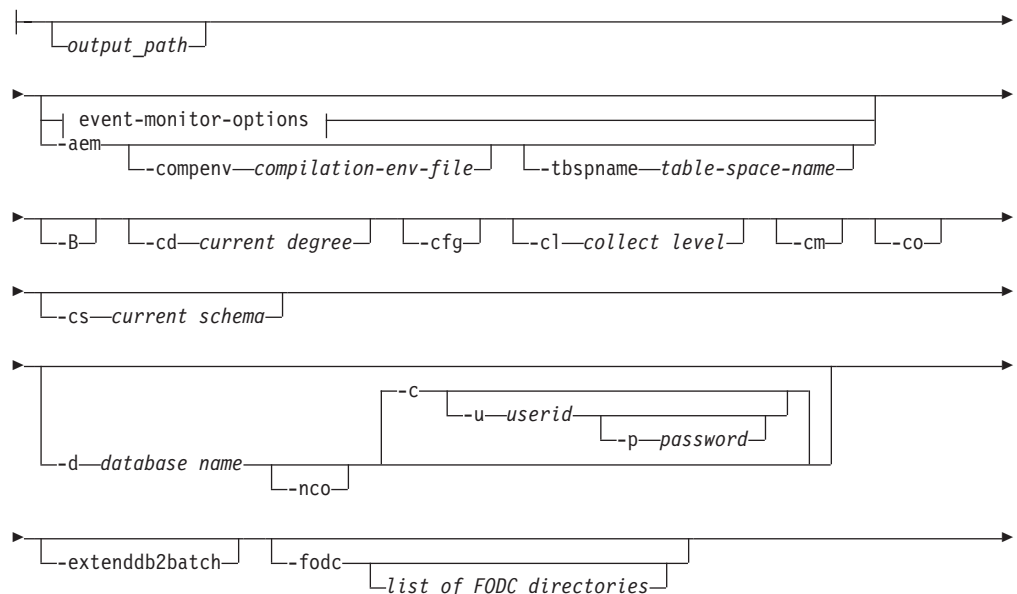 output_path
event-monitor-options
-aem
-compenv compilation-env-file -tbspname table-space-name
-B -cd current degree -cfg -cl collect level -cm -co
-cs current schema
-c
-u userid
-p password
-d database name
-nco
-extenddb2batch -fodc
list of FODC directories